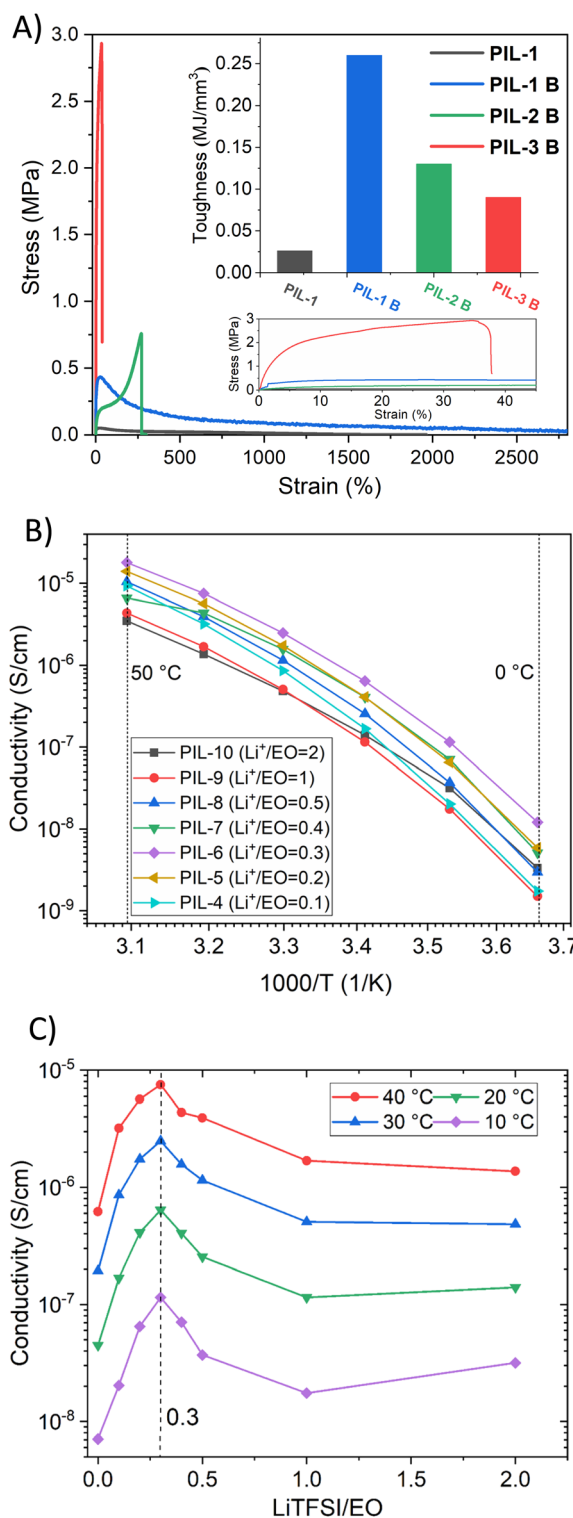 A)
3.0
2.5
2.0
1.5
1.0
0.5
0.0
Stress (MPa)
0 500 1000 1500 2000 2500
Strain (%)
0.25
0.20
0.15
0.10
0.05
0.00
Toughness (MJ/mm³)
PIL-1 PIL-1 B PIL-2 B PIL-3 B
PIL-1
PIL-1 B
PIL-2 B
PIL-3 B
3
2
1
0
Stress (MPa)
0 10 20 30 40
Strain (%)
B)
10⁻⁵
10⁻⁶
10⁻⁷
10⁻⁸
10⁻⁹
Conductivity (S/cm)
50 °C
0 °C
PIL-10 (Li⁺/EO=2)
PIL-9 (Li⁺/EO=1)
PIL-8 (Li⁺/EO=0.5)
PIL-7 (Li⁺/EO=0.4)
PIL-6 (Li⁺/EO=0.3)
PIL-5 (Li⁺/EO=0.2)
PIL-4 (Li⁺/EO=0.1)
3.1 3.2 3.3 3.4 3.5 3.6 3.7
1000/T (1/K)
C)
10⁻⁵
10⁻⁶
10⁻⁷
10⁻⁸
Conductivity (S/cm)
40 °C 20 °C
30 °C 10 °C
0.3
0.0 0.5 1.0 1.5 2.0
LiTFSI/EO